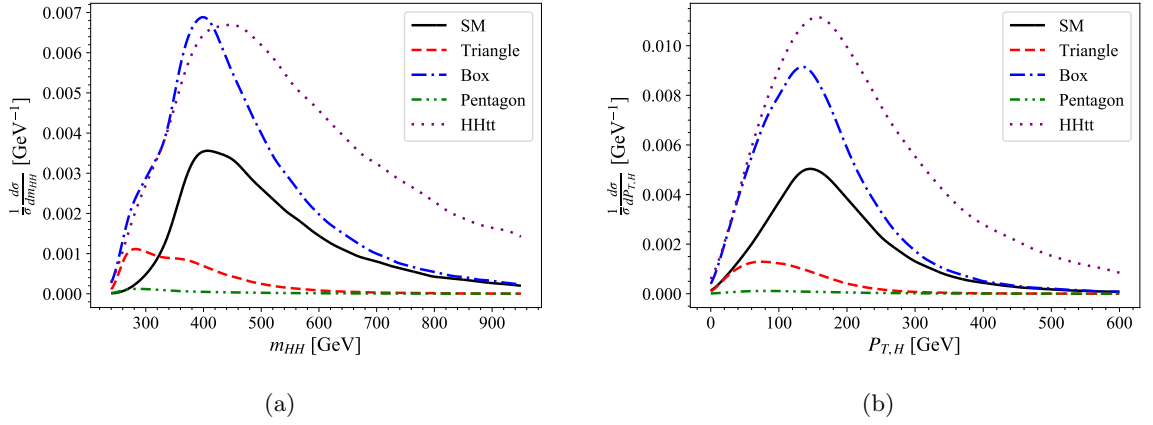 0.007
0.006
0.005
0.004
0.003
0.002
0.001
0.000
1/σ dσ/dm_HH [GeV⁻¹]
SM
Triangle
Box
Pentagon
HHtt
300 400 500 600 700 800 900
m_HH [GeV]
(a)
0.010
0.008
0.006
0.004
0.002
0.000
1/σ dσ/dP_T,H [GeV⁻¹]
SM
Triangle
Box
Pentagon
HHtt
0 100 200 300 400 500 600
P_T,H [GeV]
(b)